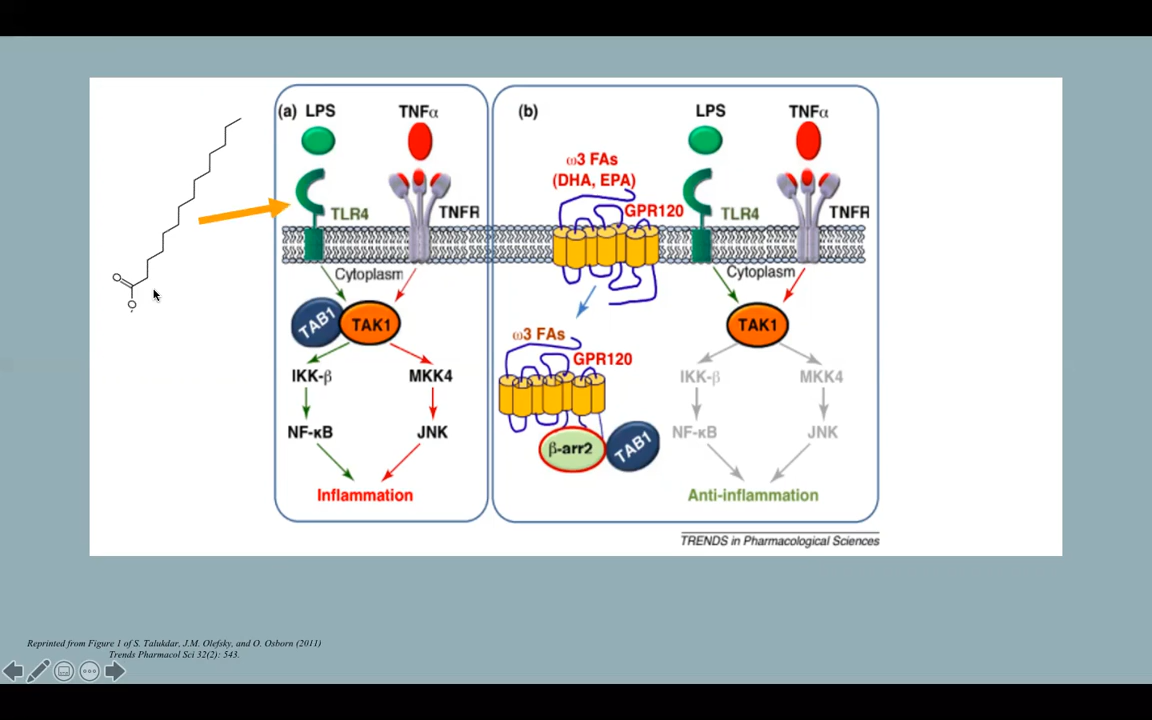 (a) LPS
TNFα
TLR4
TNFR
Cytoplasm
TAB1
TAK1
IKK-β
MKK4
NF-κB
JNK
Inflammation
(b)
LPS
TNFα
ω3 FAs
(DHA, EPA)
GPR120
TLR4
TNFR
Cytoplasm
TAK1
ω3 FAs
GPR120
β-arr2
TAB1
IKK-β
MKK4
NF-κB
JNK
Anti-inflammation
TRENDS in Pharmacological Sciences
O
O
-
Reprinted from Figure 1 of S. Talukdar, J.M. Olefsky, and O. Osborn (2011)
Trends Pharmacol Sci 32(2): 543.